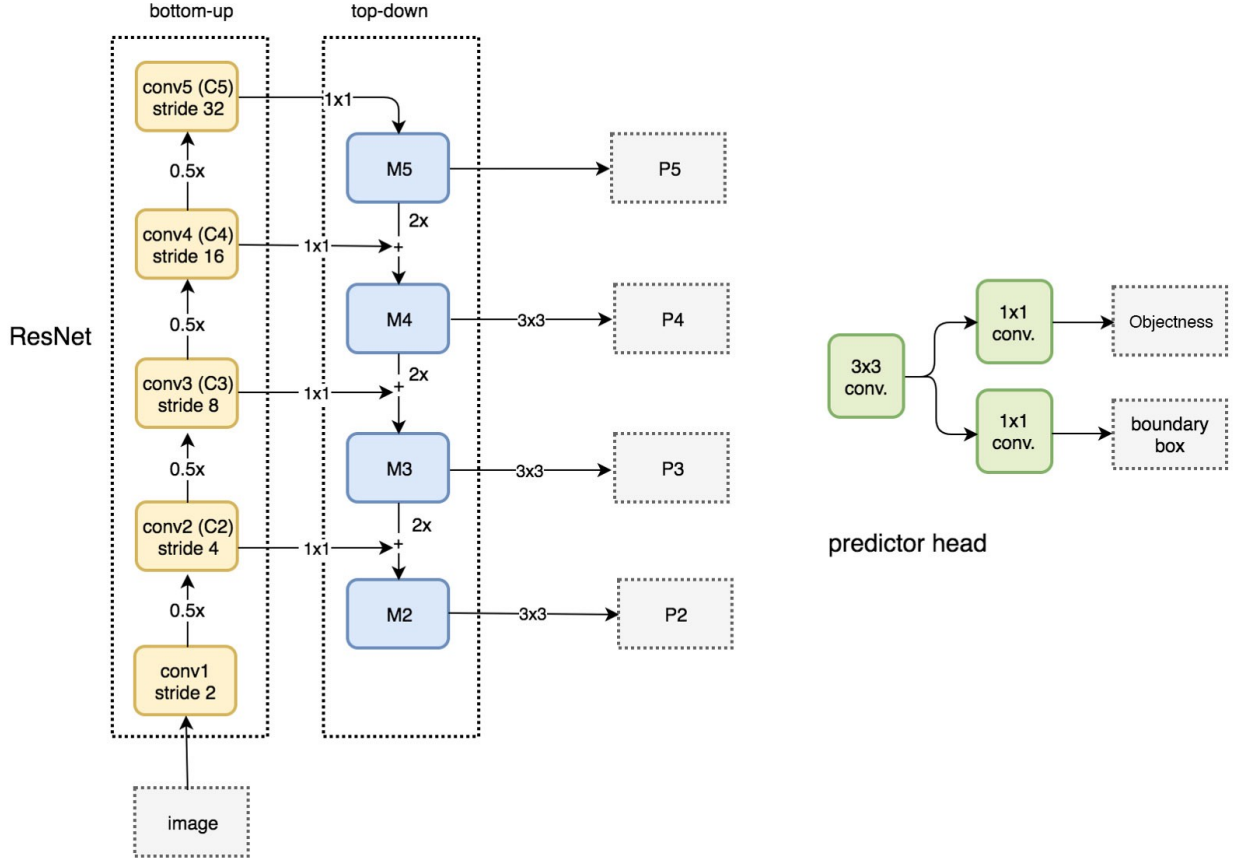 bottom-up
top-down
conv5 (C5)
stride 32
1x1
M5
P5
0.5x
2x
conv4 (C4)
stride 16
1x1
+
M4
3x3
P4
0.5x
2x
conv3 (C3)
stride 8
1x1
+
M3
3x3
P3
0.5x
2x
conv2 (C2)
stride 4
1x1
+
M2
3x3
P2
0.5x
conv1
stride 2
image
ResNet
3x3
conv.
1x1
conv.
Objectness
1x1
conv.
boundary
box
predictor head